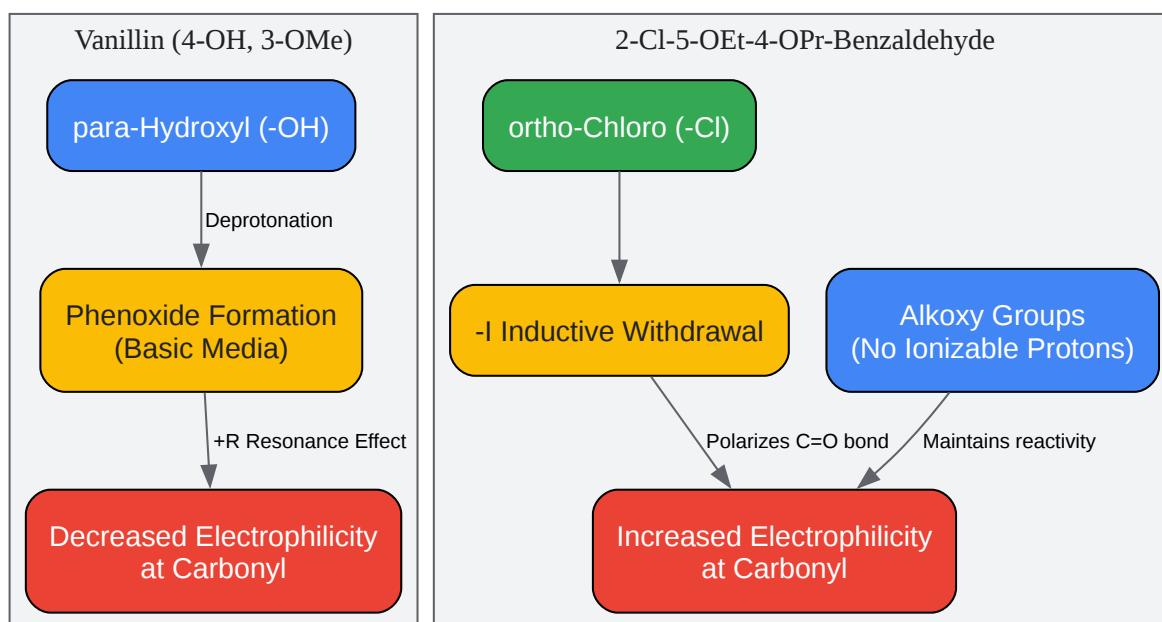 Vanillin (4-OH, 3-OMe)
para-Hydroxyl (-OH)
Deprotonation
Phenoxide Formation
(Basic Media)
+R Resonance Effect
Decreased Electrophilicity
at Carbonyl
2-Cl-5-OEt-4-OPr-Benzaldehyde
ortho-Chloro (-Cl)
-I Inductive Withdrawal
Alkoxy Groups
(No Ionizable Protons)
Polarizes C=O bond
Maintains reactivity
Increased Electrophilicity
at Carbonyl